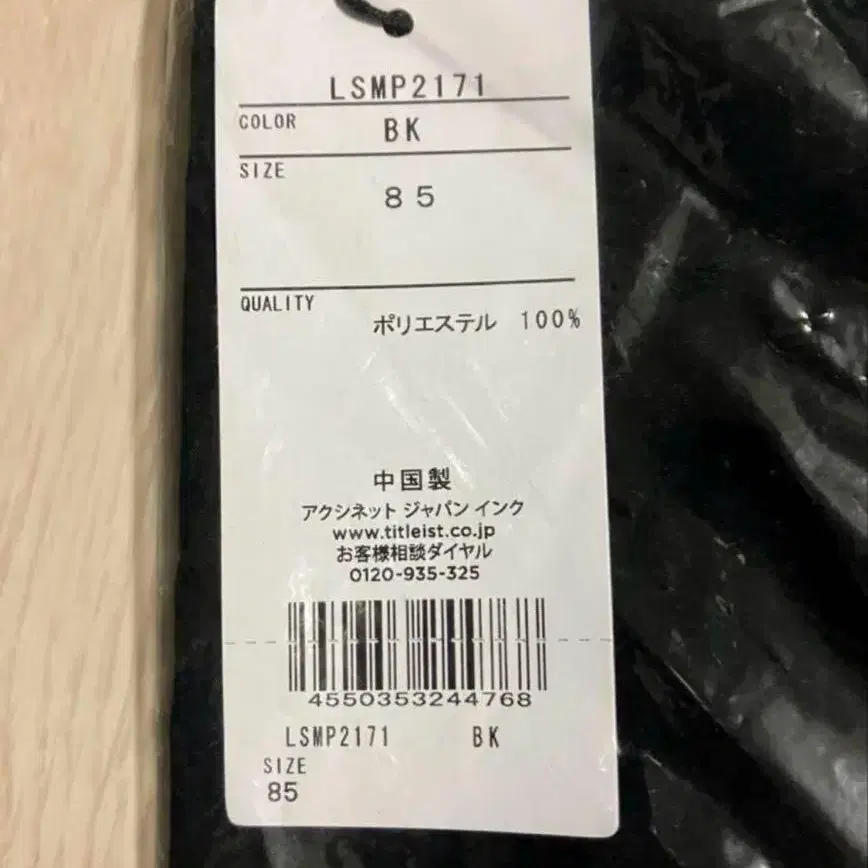 LSMP2171
COLOR BK
SIZE
85
QUALITY
ポリエステル 100%
中国製
アクシネット ジャパン インク
www.titleist.co.jp
お客様相談ダイヤル
0120-935-325
4550353244768
LSMP2171 BK
SIZE
85